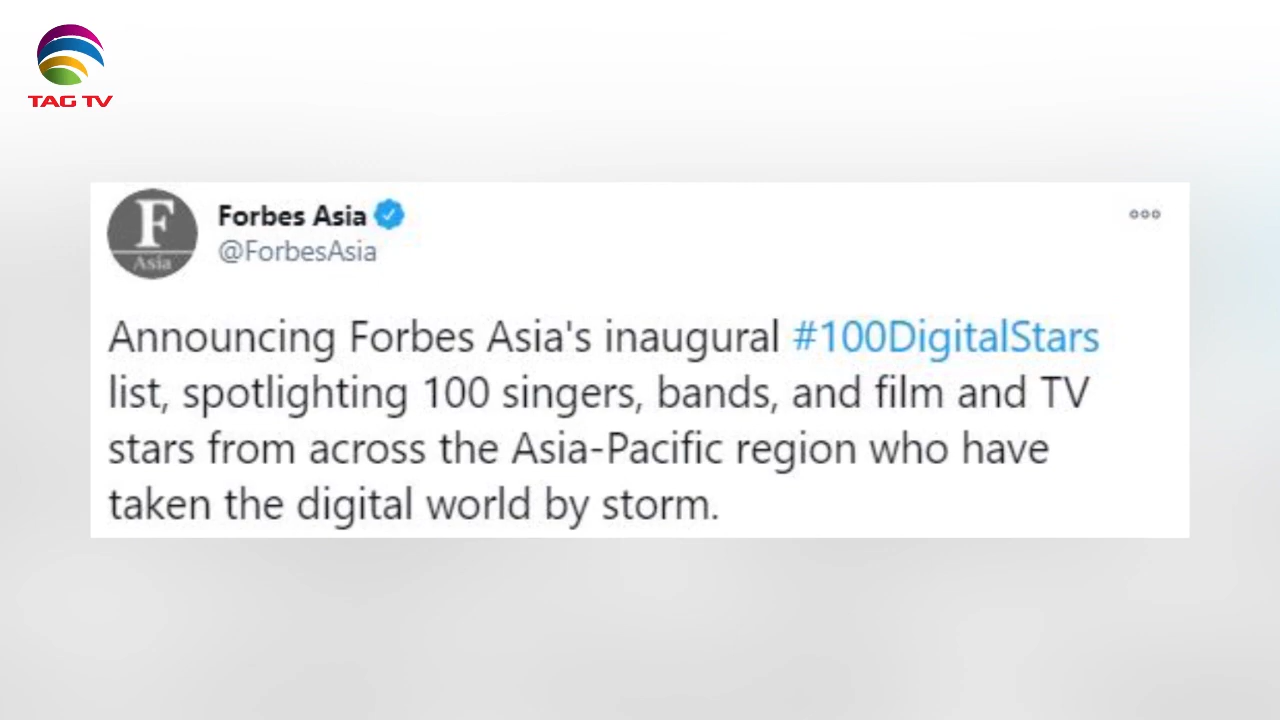 TAG TV
F
Asia
Forbes Asia
@ForbesAsia
Announcing Forbes Asia's inaugural #100DigitalStars
list, spotlighting 100 singers, bands, and film and TV
stars from across the Asia-Pacific region who have
taken the digital world by storm.